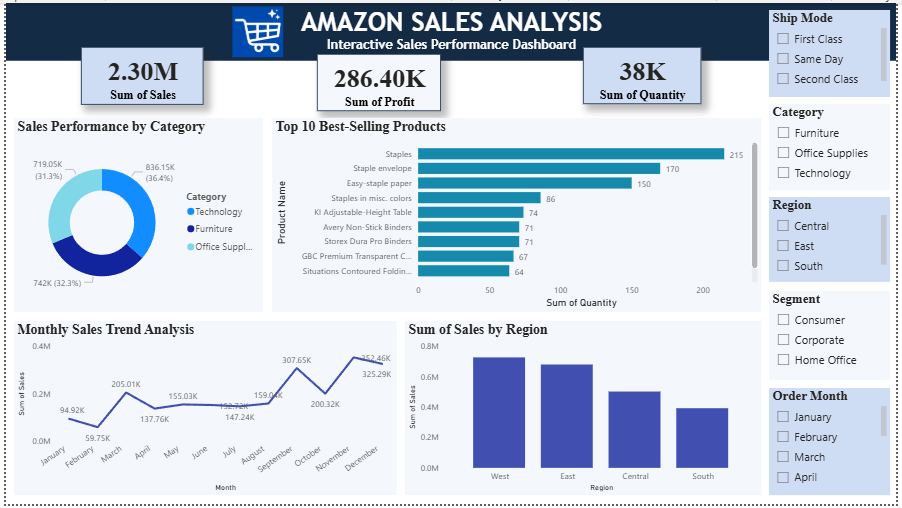 AMAZON SALES ANALYSIS
Interactive Sales Performance Dashboard
2.30M
Sum of Sales
286.40K
Sum of Profit
38K
Sum of Quantity
Sales Performance by Category
719.05K
(31.3%)
836.15K
(36.4%)
742K (32.3%)
Category
Technology
Furniture
Office Suppl...
Top 10 Best-Selling Products
Product Name
Staples
215
Staple envelope
170
Easy-staple paper
150
Staples in misc. colors
86
KI Adjustable-Height Table
74
Avery Non-Stick Binders
71
Storex Dura Pro Binders
71
GBC Premium Transparent C...
67
Situations Contoured Foldin...
64
0 50 100 150 200
Sum of Quantity
Monthly Sales Trend Analysis
Sum of Sales
0.4M
0.2M
0.0M
94.92K
59.75K
205.01K
137.76K
155.03K
152.72K
147.24K
159.04K
307.65K
200.32K
352.46K
325.29K
January February March April May June July August September October November December
Month
Sum of Sales by Region
Sum of Sales
0.8M
0.6M
0.4M
0.2M
0.0M
West East Central South
Region
Ship Mode
First Class
Same Day
Second Class
Category
Furniture
Office Supplies
Technology
Region
Central
East
South
Segment
Consumer
Corporate
Home Office
Order Month
January
February
March
April